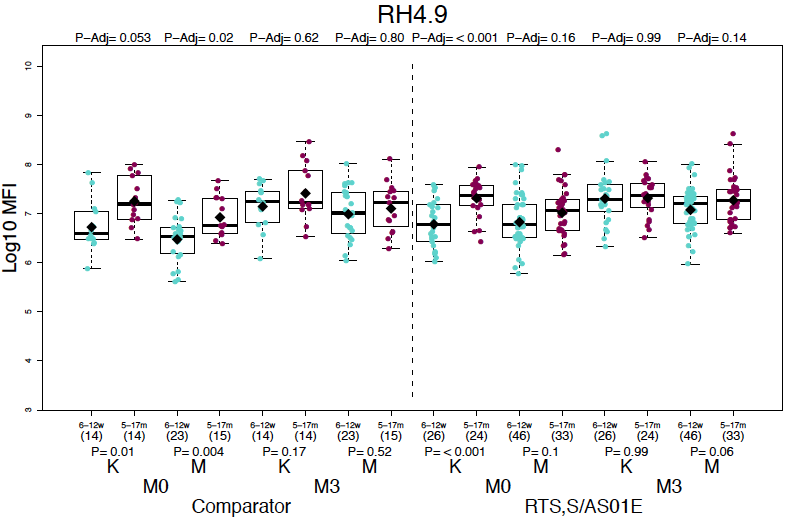 RH4.9
P−Adj= 0.053 P−Adj= 0.02 P−Adj= 0.62 P−Adj= 0.80 P−Adj= < 0.001 P−Adj= 0.16 P−Adj= 0.99 P−Adj= 0.14
Log10 MFI
10
9
8
7
6
5
4
3
6−12w 5−17m 6−12w 5−17m 6−12w 5−17m 6−12w 5−17m 6−12w 5−17m 6−12w 5−17m 6−12w 5−17m 6−12w 5−17m
(14) (14) (23) (15) (14) (14) (23) (15) (26) (24) (46) (33) (26) (24) (46) (33)
P= 0.01 P= 0.004 P= 0.17 P= 0.52 P= < 0.001 P= 0.1 P= 0.99 P= 0.06
K M K M K M K M
M0 M3 M0 M3
Comparator RTS,S/AS01E